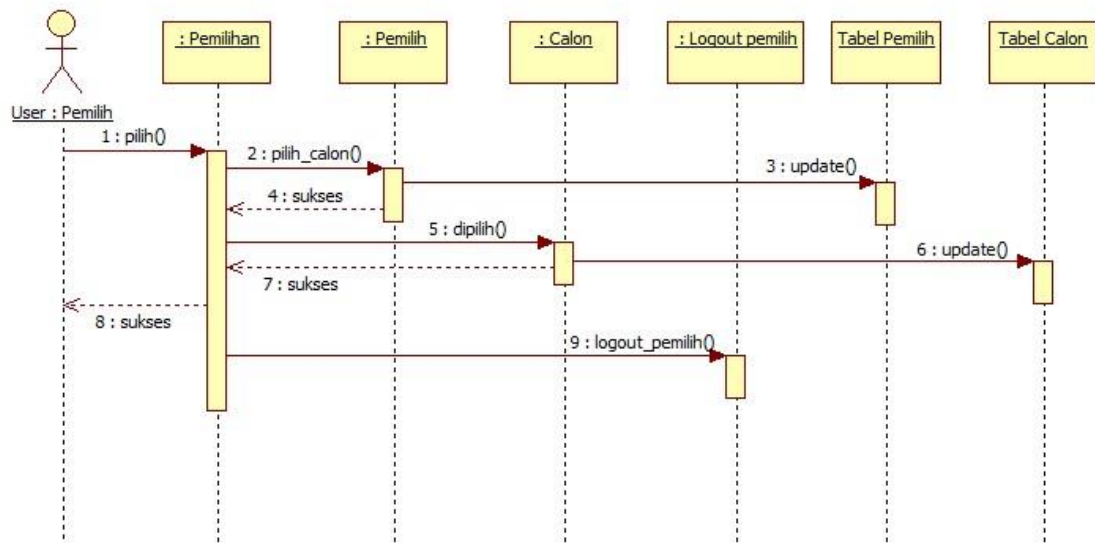 : Pemilihan
: Pemilih
: Calon
: Logout pemilih
Tabel Pemilih
Tabel Calon
User : Pemilih
1 : pilih()
2 : pilih_calon()
3 : update()
4 : sukses
5 : dipilih()
6 : update()
7 : sukses
8 : sukses
9 : logout_pemilih()